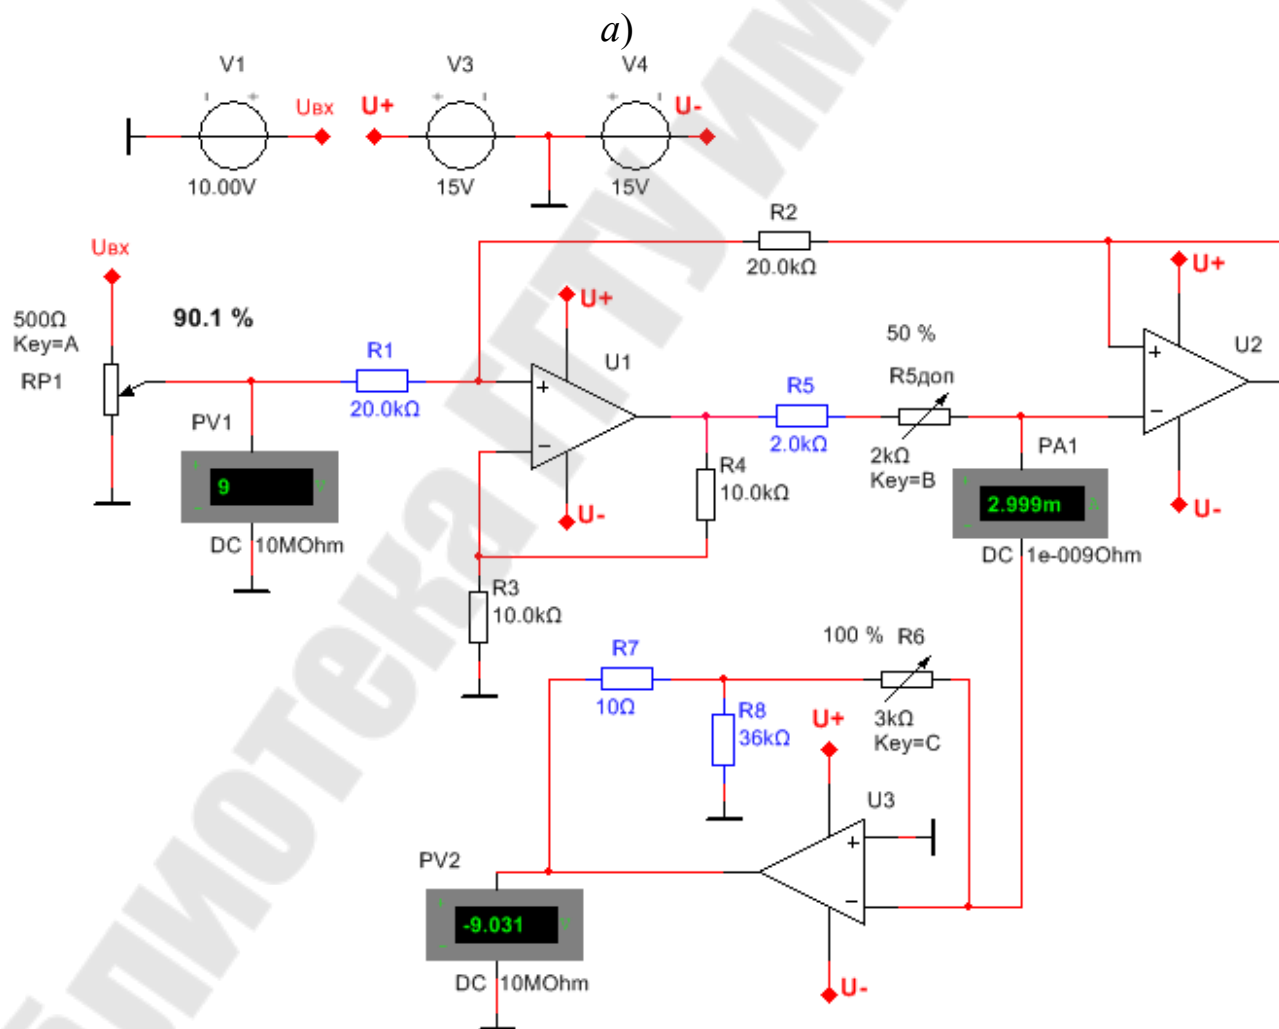 а)
V1
V3
V4
Uвх
U+
U-
10.00V
15V
15V
R2
20.0kΩ
Uвх
U+
500Ω
Key=A
RP1
90.1 %
U+
R1
20.0kΩ
U1
50 %
R5доп
U2
R5
2.0kΩ
2kΩ
Key=B
PV1
9
V
DC 10MOhm
U-
R4
10.0kΩ
PA1
2.999m
A
U-
DC 1e-009Ohm
R3
10.0kΩ
R7
10Ω
100 %
R6
R8
36kΩ
U+
3kΩ
Key=C
U3
PV2
-9.031
V
DC 10MOhm
U-
БЛИОТЕКА ГГТУ ИМ